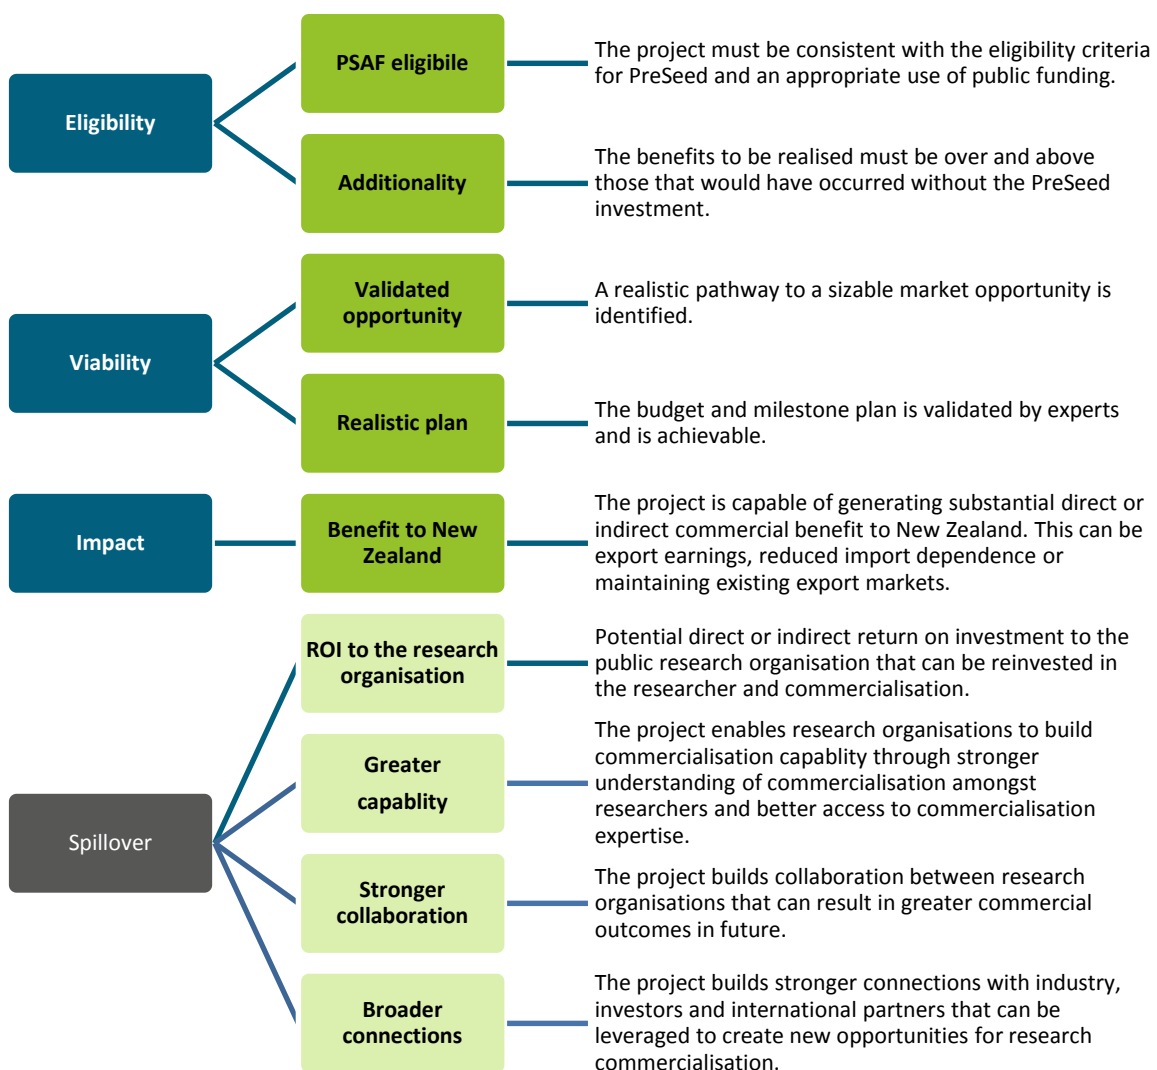 Eligibility
PSAF eligibile
The project must be consistent with the eligibility criteria
for PreSeed and an appropriate use of public funding.
Additionality
The benefits to be realised must be over and above
those that would have occurred without the PreSeed
investment.
Viability
Validated
opportunity
A realistic pathway to a sizable market opportunity is
identified.
Realistic plan
The budget and milestone plan is validated by experts
and is achievable.
Impact
Benefit to New
Zealand
The project is capable of generating substantial direct or
indirect commercial benefit to New Zealand. This can be
export earnings, reduced import dependence or
maintaining existing export markets.
Spillover
ROI to the research
organisation
Potential direct or indirect return on investment to the
public research organisation that can be reinvested in
the researcher and commercialisation.
Greater
capablity
The project enables research organisations to build
commercialisation capablity through stronger
understanding of commercialisation amongst
researchers and better access to commercialisation
expertise.
Stronger
collaboration
The project builds collaboration between research
organisations that can result in greater commercial
outcomes in future.
Broader
connections
The project builds stronger connections with industry,
investors and international partners that can be
leveraged to create new opportunities for research
commercialisation.